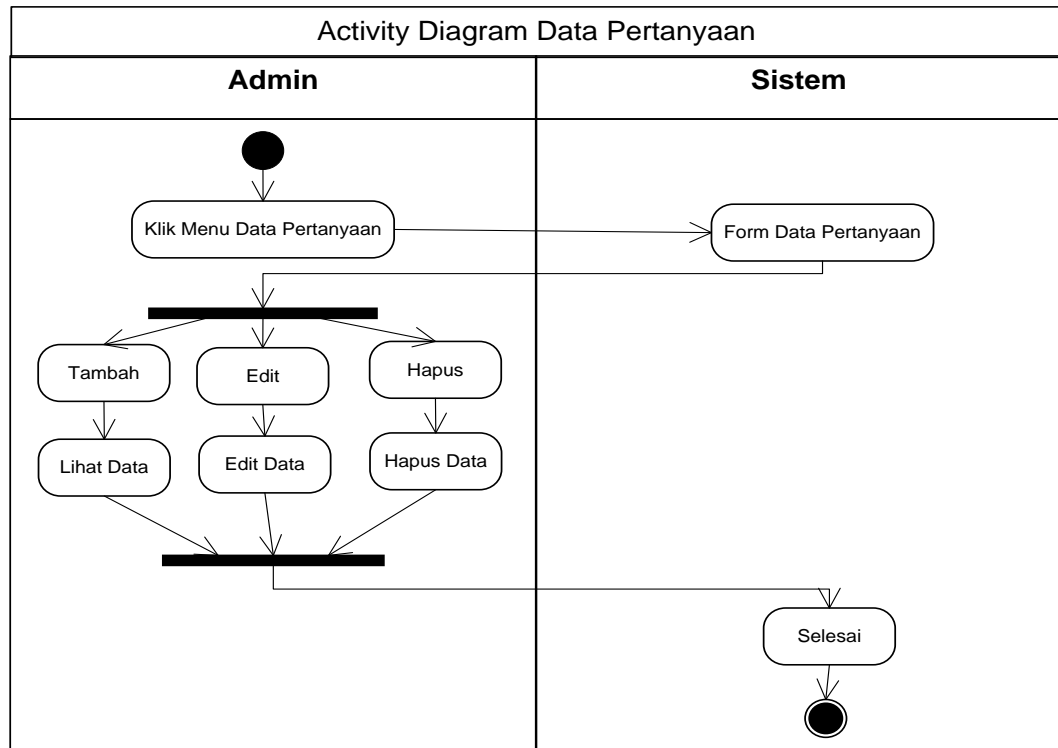 Activity Diagram Data Pertanyaan
Admin
Sistem
Klik Menu Data Pertanyaan
Form Data Pertanyaan
Tambah
Edit
Hapus
Lihat Data
Edit Data
Hapus Data
Selesai